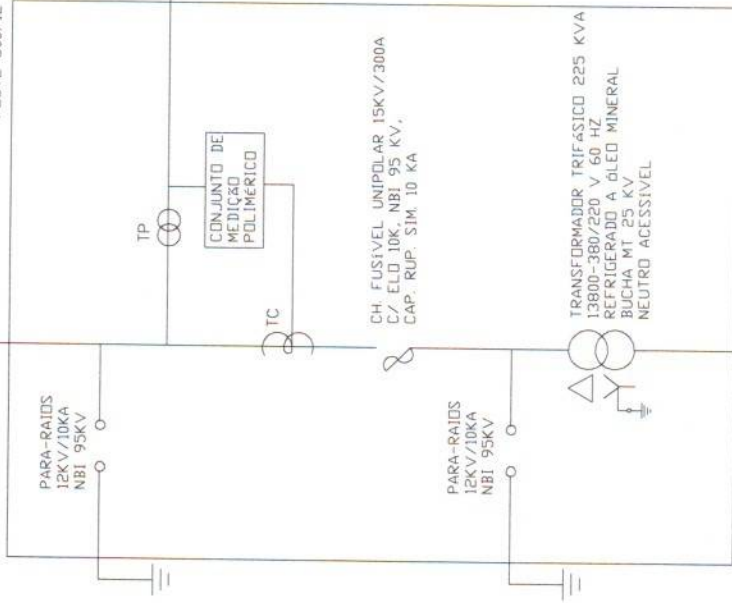 TP
CONJUNTO DE
MEDIÇÃO
POLIMÉRICO
TC
PARA-RAIOS
12KV/10KA
NBI 95KV
CH. FUSÍVEL UNIPOLAR 15KV/300A
C/ ELO 10K, NBI 95 KV,
CAP. RUP. SIM. 10 KA
PARA-RAIOS
12KV/10KA
NBI 95KV
TRANSFORMADOR TRIFÁSICO 225 KVA
13800-380/220 V 60 HZ
REFRIGERADO A ÓLEO MINERAL
BUCHA MT 25 KV
NEUTRO ACESSÍVEL